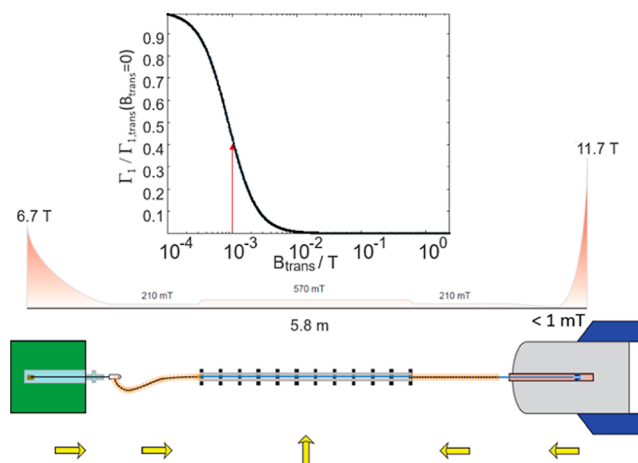 0.9
0.8
0.7
0.6
0.5
0.4
0.3
0.2
0.1
Γ₁ / Γ₁,trans(Btrans=0)
10⁻⁴ 10⁻³ 10⁻² 10⁻¹ 10⁰
Btrans / T
6.7 T
11.7 T
210 mT 570 mT 210 mT
5.8 m
< 1 mT